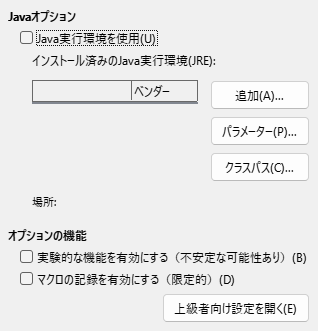 Javaオプション
Java実行環境を使用(U)
インストール済みのJava実行環境(JRE):
ベンダー
追加(A)...
パラメーター(P)...
クラスパス(C)...
場所:
オプションの機能
実験的な機能を有効にする（不安定な可能性あり）(B)
マクロの記録を有効にする（限定的）(D)
上級者向け設定を開く(E)